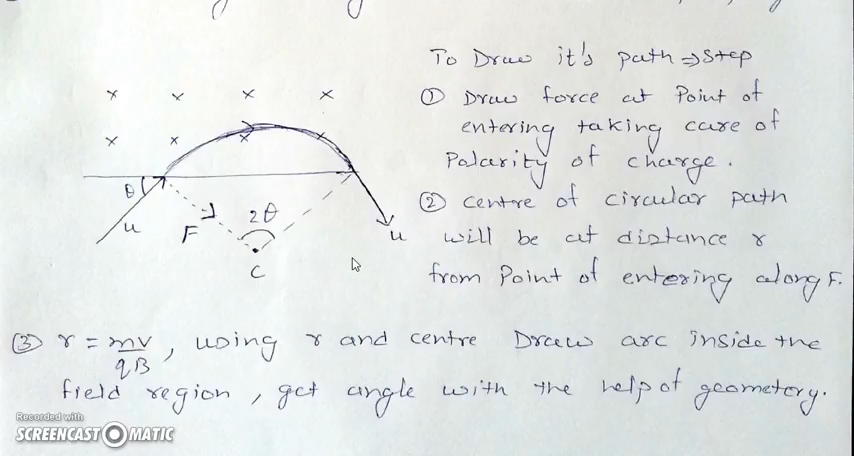 To Draw it's path ⇒ Step
① Draw force at Point of
entering taking care of
Polarity of charge.
② Centre of circular path
will be at distance r
from Point of entering along F.
x x x x
x x x x
θ
u
F
2θ
C
u
③ r = mv/qB, using r and centre Draw arc inside the
field region, get angle with the help of geometory.
Recorded with
SCREENCAST-O-MATIC